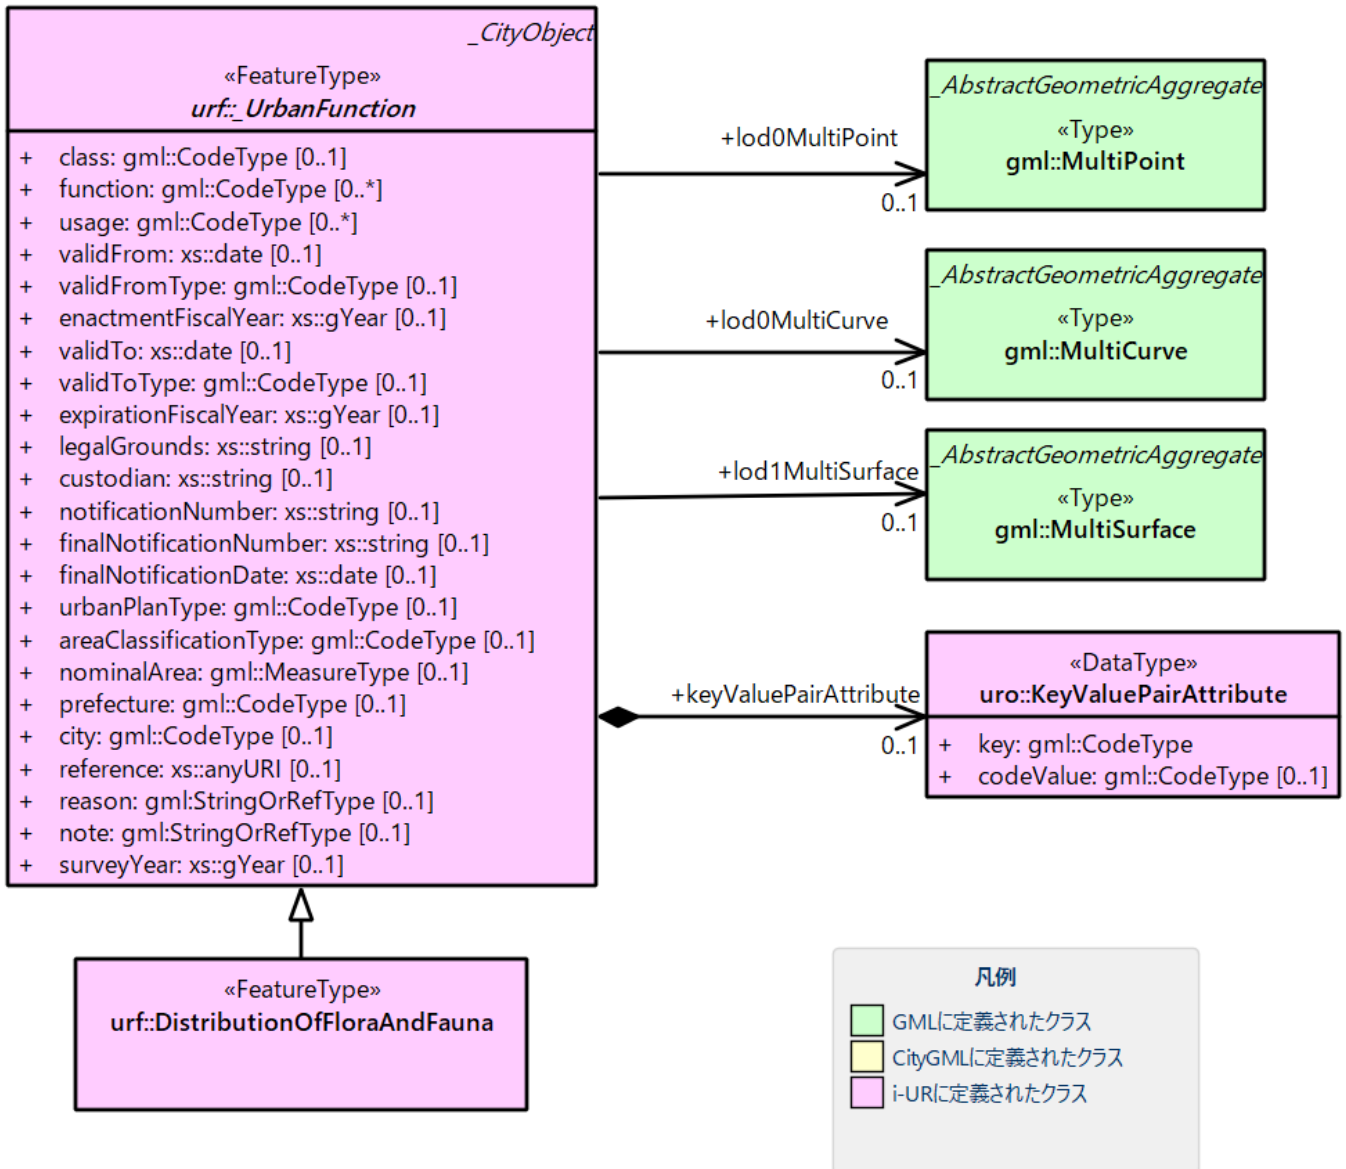 _CityObject
«FeatureType»
urf::_UrbanFunction
+ class: gml::CodeType [0..1]
+ function: gml::CodeType [0..*]
+ usage: gml::CodeType [0..*]
+ validFrom: xs::date [0..1]
+ validFromType: gml::CodeType [0..1]
+ enactmentFiscalYear: xs::gYear [0..1]
+ validTo: xs::date [0..1]
+ validToType: gml::CodeType [0..1]
+ expirationFiscalYear: xs::gYear [0..1]
+ legalGrounds: xs::string [0..1]
+ custodian: xs::string [0..1]
+ notificationNumber: xs::string [0..1]
+ finalNotificationNumber: xs::string [0..1]
+ finalNotificationDate: xs::date [0..1]
+ urbanPlanType: gml::CodeType [0..1]
+ areaClassificationType: gml::CodeType [0..1]
+ nominalArea: gml::MeasureType [0..1]
+ prefecture: gml::CodeType [0..1]
+ city: gml::CodeType [0..1]
+ reference: xs::anyURI [0..1]
+ reason: gml:StringOrRefType [0..1]
+ note: gml:StringOrRefType [0..1]
+ surveyYear: xs::gYear [0..1]
«FeatureType»
urf::DistributionOfFloraAndFauna
+lod0MultiPoint
0..1
_AbstractGeometricAggregate
«Type»
gml::MultiPoint
+lod0MultiCurve
0..1
_AbstractGeometricAggregate
«Type»
gml::MultiCurve
+lod1MultiSurface
0..1
_AbstractGeometricAggregate
«Type»
gml::MultiSurface
+keyValuePairAttribute
0..1
«DataType»
uro::KeyValuePairAttribute
+ key: gml::CodeType
+ codeValue: gml::CodeType [0..1]
凡例
GMLに定義されたクラス
CityGMLに定義されたクラス
i-URに定義されたクラス